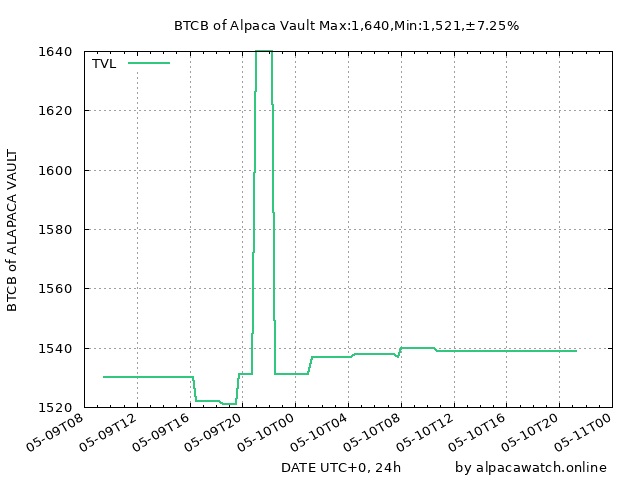 BTCB of Alpaca Vault Max:1,640,Min:1,521,±7.25%
TVL
1640
1620
1600
1580
1560
1540
1520
BTCB of ALAPACA VAULT
05-09T08
05-09T12
05-09T16
05-09T20
05-10T00
05-10T04
05-10T08
05-10T12
05-10T16
05-10T20
05-11T00
DATE UTC+0, 24h
by alpacawatch.online